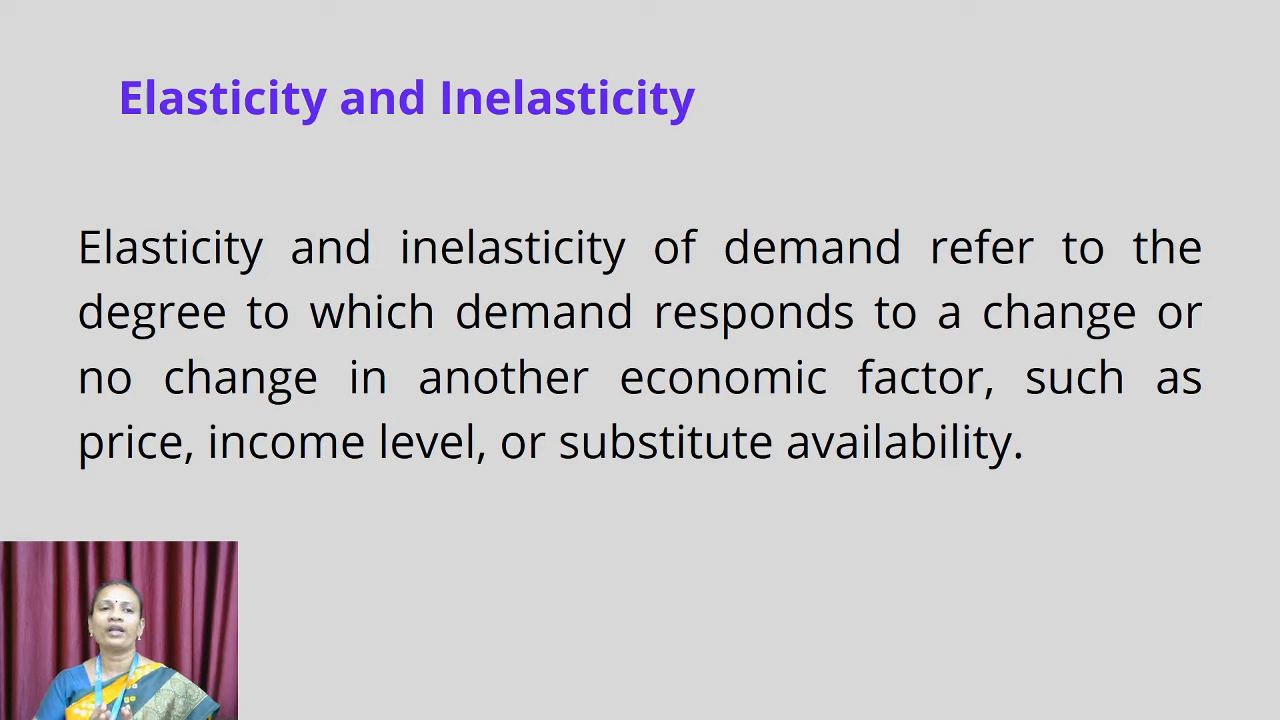 Elasticity and Inelasticity
Elasticity and inelasticity of demand refer to the
degree to which demand responds to a change or
no change in another economic factor, such as
price, income level, or substitute availability.